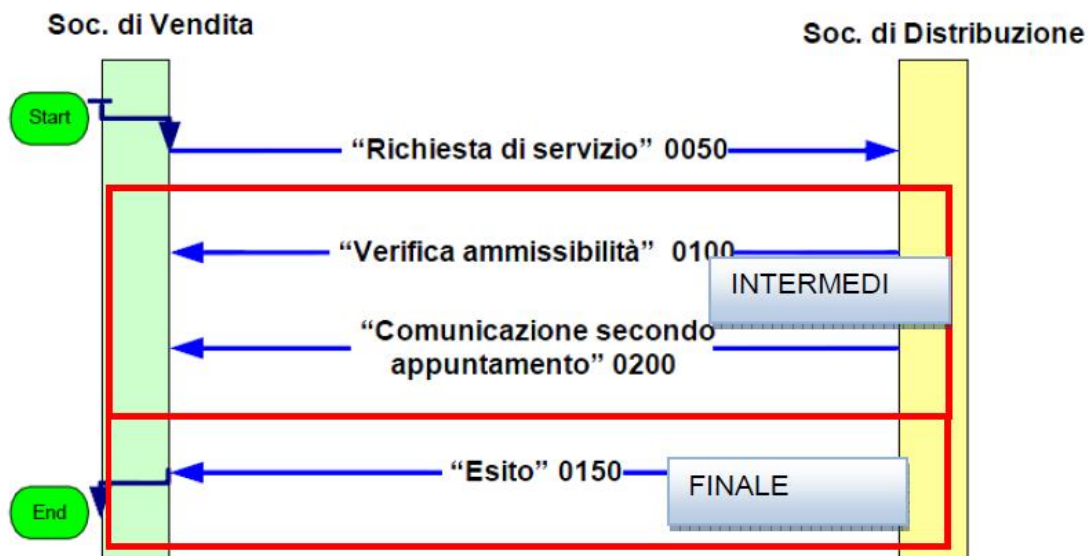 Soc. di Vendita
Soc. di Distribuzione
Start
“Richiesta di servizio” 0050
“Verifica ammissibilità” 0100
INTERMEDI
“Comunicazione secondo
appuntamento” 0200
“Esito” 0150
FINALE
End